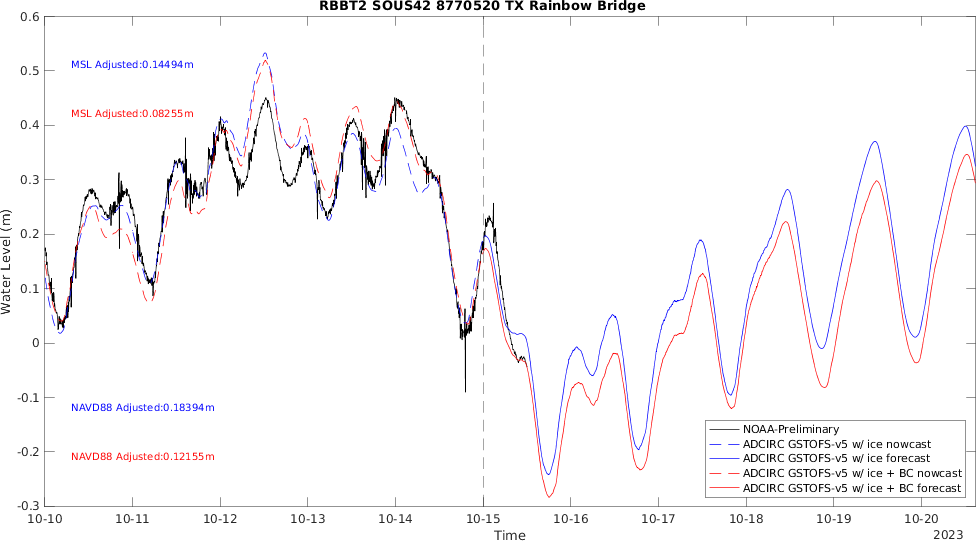 RBBT2 SOUS42 8770520 TX Rainbow Bridge
0.6
0.5
0.4
0.3
0.2
0.1
0
-0.1
-0.2
-0.3
Water Level (m)
MSL Adjusted:0.14494m
MSL Adjusted:0.08255m
NAVD88 Adjusted:0.18394m
NAVD88 Adjusted:0.12155m
NOAA-Preliminary
ADCIRC GSTOFS-v5 w/ ice nowcast
ADCIRC GSTOFS-v5 w/ ice forecast
ADCIRC GSTOFS-v5 w/ ice + BC nowcast
ADCIRC GSTOFS-v5 w/ ice + BC forecast
10-10 10-11 10-12 10-13 10-14 10-15 10-16 10-17 10-18 10-19 10-20
Time
2023